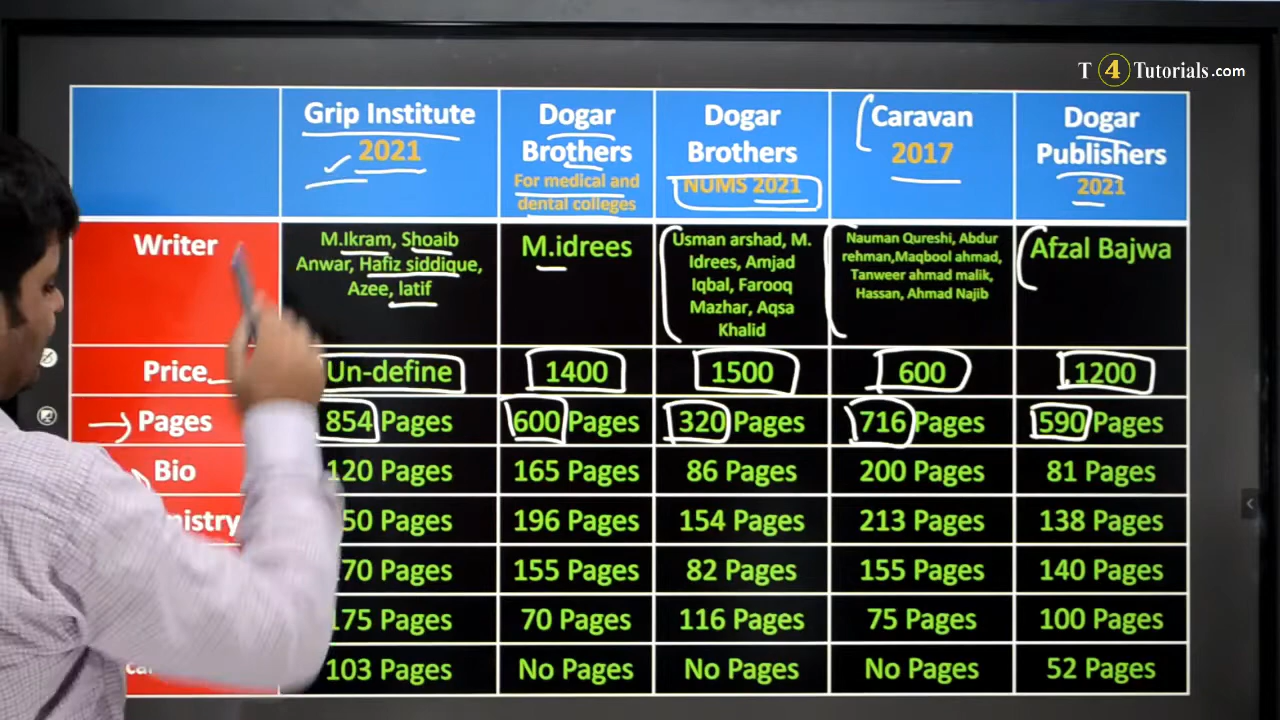 T 4 Tutorials.com
Grip Institute
2021
Dogar
Brothers
For medical and
dental colleges
Dogar
Brothers
NUMS 2021
Caravan
2017
Dogar
Publishers
2021
Writer
M.Ikram, Shoaib
Anwar, Hafiz siddique,
Azee, latif
M.idrees
Usman arshad, M.
Idrees, Amjad
Iqbal, Farooq
Mazhar, Aqsa
Khalid
Nauman Qureshi, Abdur
rehman,Maqbool ahmad,
Tanweer ahmad malik,
Hassan, Ahmad Najib
Afzal Bajwa
Price
Un-define
1400
1500
600
1200
Pages
854 Pages
600 Pages
320 Pages
716 Pages
590 Pages
Bio
120 Pages
165 Pages
86 Pages
200 Pages
81 Pages
Pages
196 Pages
154 Pages
213 Pages
138 Pages
Pages
155 Pages
82 Pages
155 Pages
140 Pages
175 Pages
70 Pages
116 Pages
75 Pages
100 Pages
103 Pages
No Pages
No Pages
No Pages
52 Pages